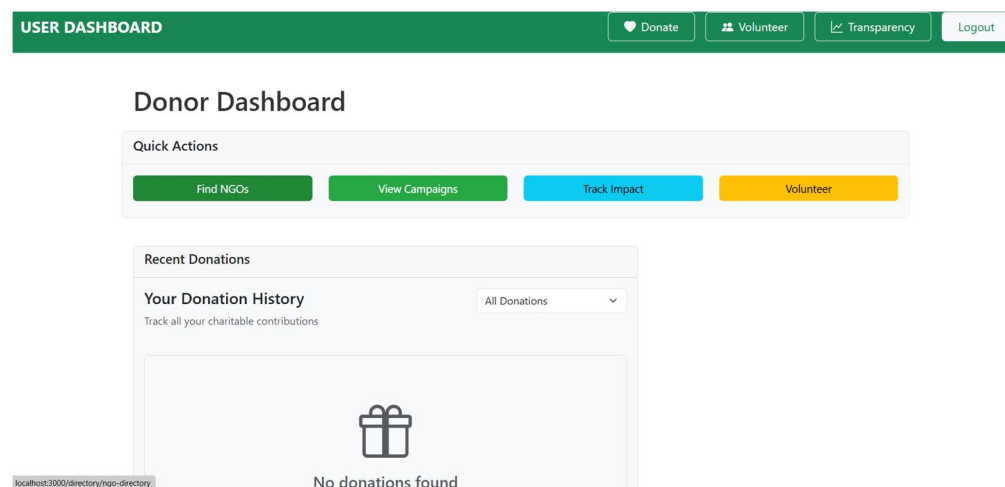 USER DASHBOARD Donate Volunteer Transparency Logout
Donor Dashboard
Quick Actions
Find NGOs View Campaigns Track Impact Volunteer
Recent Donations
Your Donation History All Donations
Track all your charitable contributions
No donations found
localhost:3000/directory/ngo-directory